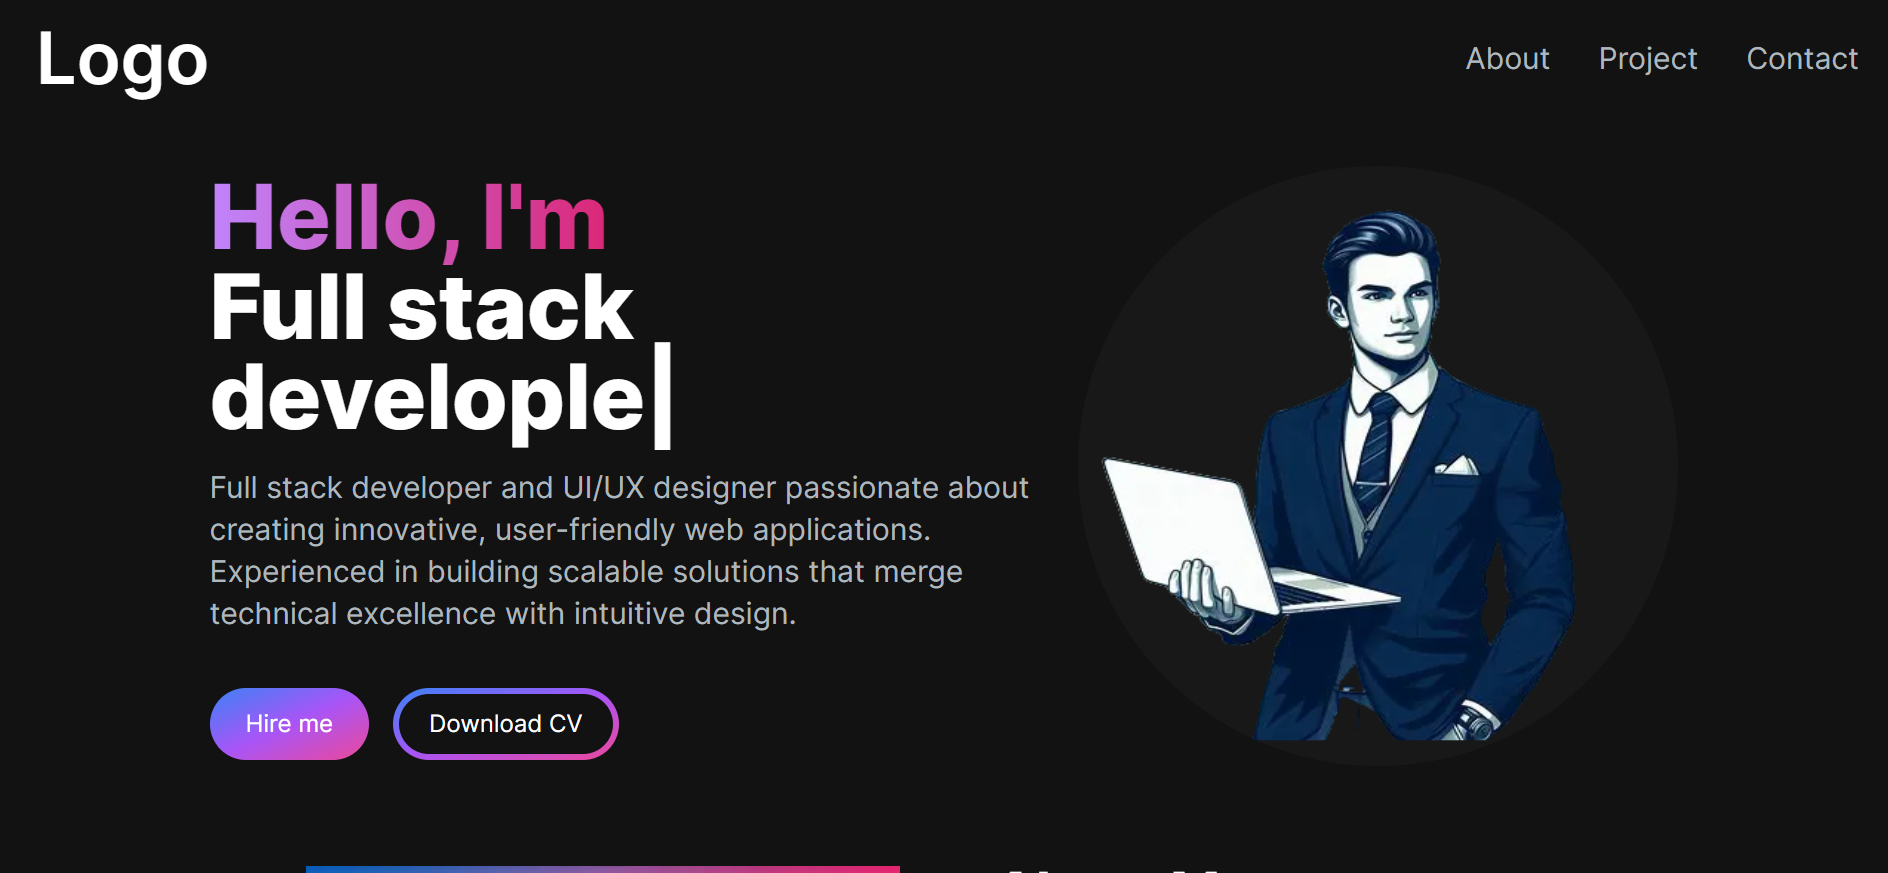 Logo
About Project Contact
Hello, I'm
Full stack
develople|
Full stack developer and UI/UX designer passionate about
creating innovative, user-friendly web applications.
Experienced in building scalable solutions that merge
technical excellence with intuitive design.
Hire me Download CV